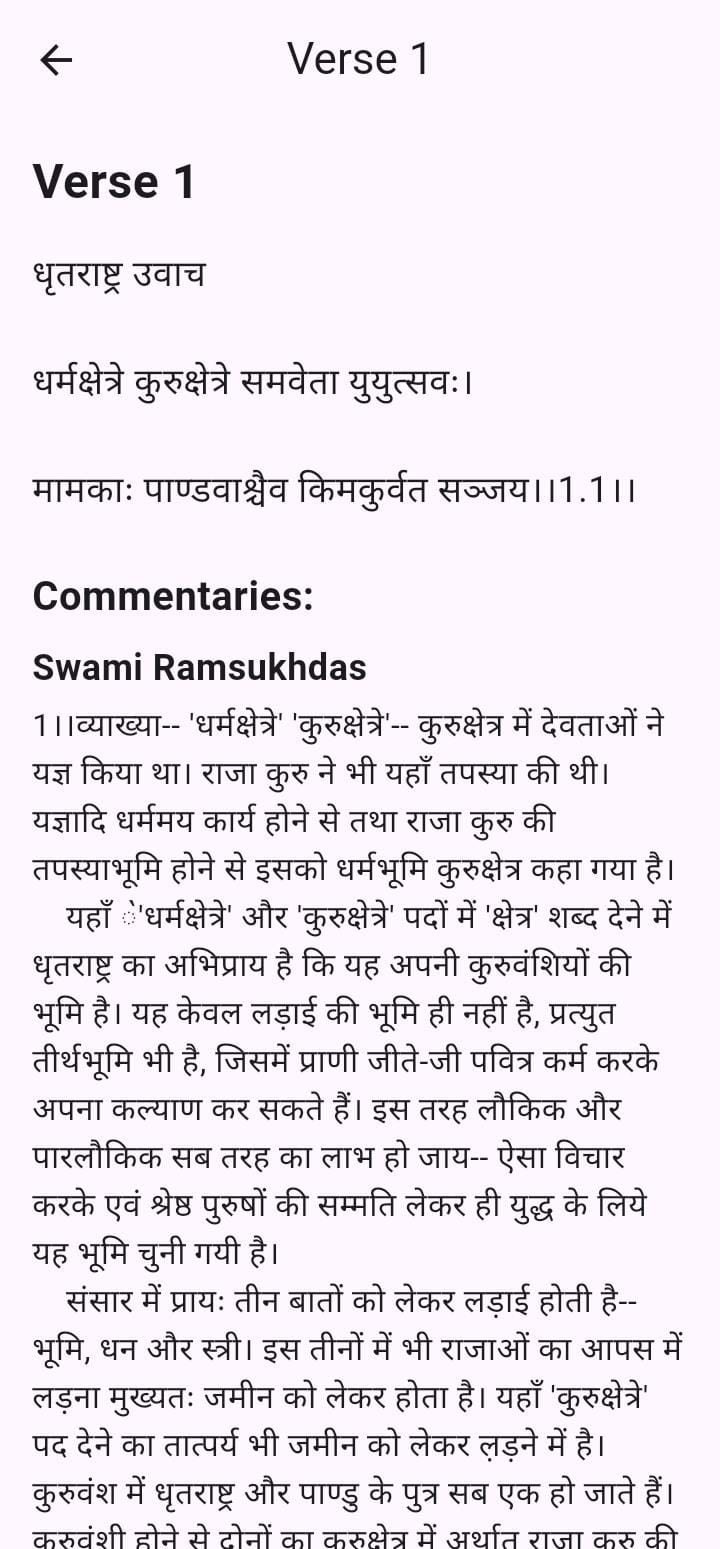 Verse 1
Verse 1
धृतराष्ट्र उवाच
धर्मक्षेत्रे कुरुक्षेत्रे समवेता युयुत्सवः।
मामकाः पाण्डवाश्चैव किमकुर्वत सञ्जय।।1.1।।
Commentaries:
Swami Ramsukhdas
1।।व्याख्या-- 'धर्मक्षेत्रे' 'कुरुक्षेत्रे'-- कुरुक्षेत्र में देवताओं ने
यज्ञ किया था। राजा कुरु ने भी यहाँ तपस्या की थी।
यज्ञादि धर्ममय कार्य होने से तथा राजा कुरु की
तपस्याभूमि होने से इसको धर्मभूमि कुरुक्षेत्र कहा गया है।
यहाँ े'धर्मक्षेत्रे' और 'कुरुक्षेत्रे' पदों में 'क्षेत्र' शब्द देने में
धृतराष्ट्र का अभिप्राय है कि यह अपनी कुरुवंशियों की
भूमि है। यह केवल लड़ाई की भूमि ही नहीं है, प्रत्युत
तीर्थभूमि भी है, जिसमें प्राणी जीते-जी पवित्र कर्म करके
अपना कल्याण कर सकते हैं। इस तरह लौकिक और
पारलौकिक सब तरह का लाभ हो जाय-- ऐसा विचार
करके एवं श्रेष्ठ पुरुषों की सम्मति लेकर ही युद्ध के लिये
यह भूमि चुनी गयी है।
संसार में प्रायः तीन बातों को लेकर लड़ाई होती है--
भूमि, धन और स्त्री। इस तीनों में भी राजाओं का आपस में
लड़ना मुख्यतः जमीन को लेकर होता है। यहाँ 'कुरुक्षेत्रे'
पद देने का तात्पर्य भी जमीन को लेकर ल़ड़ने में है।
कुरुवंश में धृतराष्ट्र और पाण्डु के पुत्र सब एक हो जाते हैं।
कुरुवंशी होने से दोनों का कुरुक्षेत्र में अर्थात् राजा कुरु की